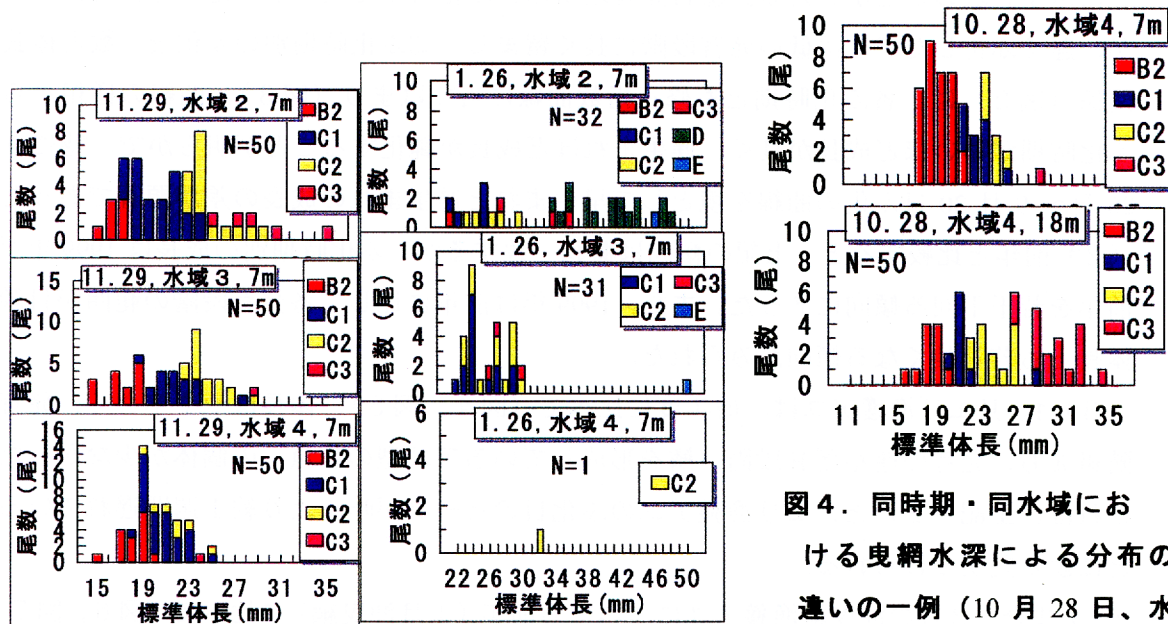 11.29,水域2,7m
尾数(尾)
10
8
6
4
2
0
N=50
B2
C1
C2
C3
11.29,水域3,7m
尾数(尾)
15
10
5
0
N=50
B2
C1
C2
C3
11.29,水域4,7m
尾数(尾)
16
14
12
10
8
6
4
2
0
N=50
B2
C1
C2
C3
15 19 23 27 31 35
標準体長(mm)
1.26,水域2,7m
尾数(尾)
10
8
6
4
2
0
N=32
B2 C3
C1 D
C2 E
1.26,水域3,7m
尾数(尾)
10
8
6
4
2
0
N=31
C1 C3
C2 E
1.26,水域4,7m
尾数(尾)
6
4
2
0
N=1
C2
22 26 30 34 38 42 46 50
標準体長(mm)
10.28,水域4,7m
尾数(尾)
10
8
6
4
2
0
N=50
B2
C1
C2
C3
10.28,水域4,18m
尾数(尾)
10
8
6
4
2
0
N=50
B2
C1
C2
C3
11 15 19 23 27 31 35
標準体長(mm)
図4. 同時期・同水域にお
ける曳網水深による分布の
違いの一例(10月28日、水